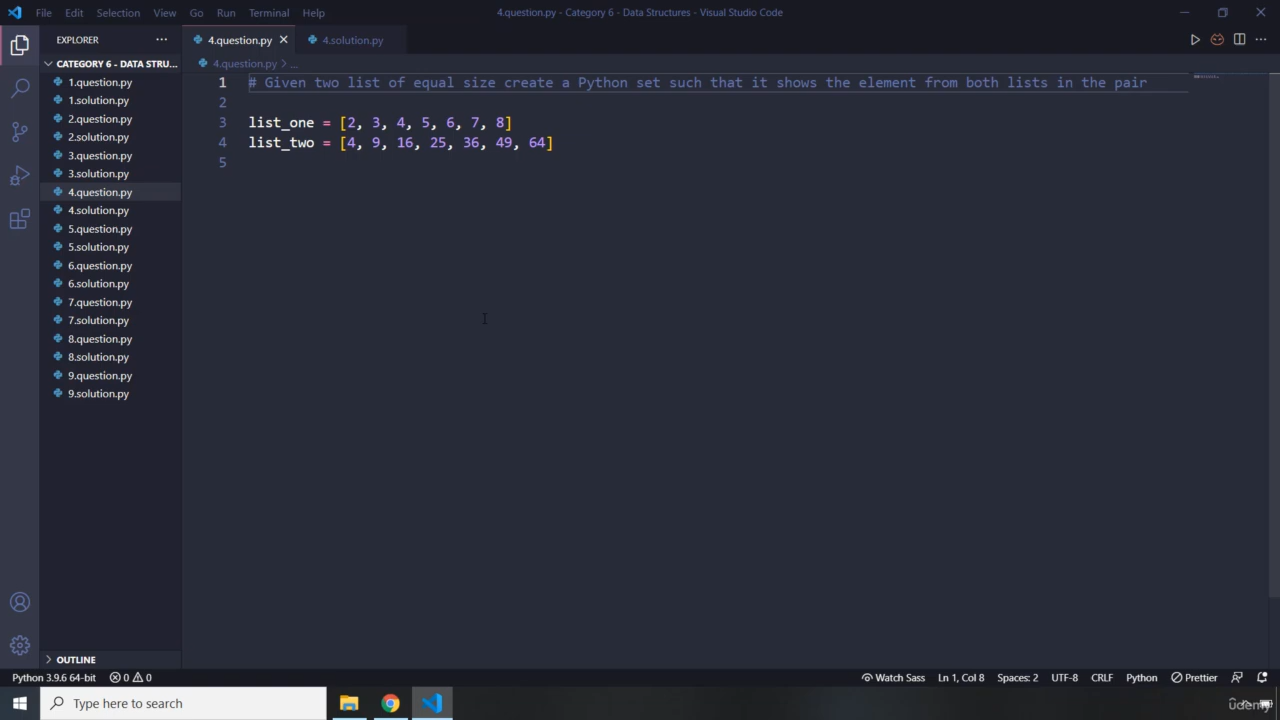 File Edit Selection View Go Run Terminal Help
4.question.py - Category 6 - Data Structures - Visual Studio Code
EXPLORER
4.question.py
4.solution.py
CATEGORY 6 - DATA STRU...
4.question.py > ...
1.question.py
1.solution.py
2.question.py
2.solution.py
3.question.py
3.solution.py
4.question.py
4.solution.py
5.question.py
5.solution.py
6.question.py
6.solution.py
7.question.py
7.solution.py
8.question.py
8.solution.py
9.question.py
9.solution.py
1 # Given two list of equal size create a Python set such that it shows the element from both lists in the pair
2
3 list_one = [2, 3, 4, 5, 6, 7, 8]
4 list_two = [4, 9, 16, 25, 36, 49, 64]
5
OUTLINE
Python 3.9.6 64-bit 0 0 Watch Sass Ln 1, Col 8 Spaces: 2 UTF-8 CRLF Python Prettier
Type here to search
udemy